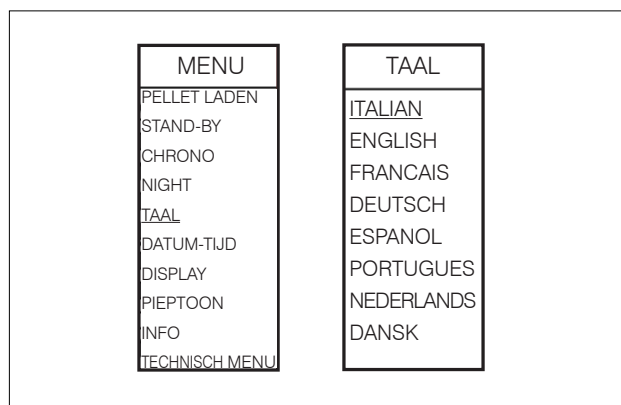 MENU
PELLET LADEN
STAND-BY
CHRONO
NIGHT
TAAL
DATUM-TIJD
DISPLAY
PIEPTOON
INFO
TECHNISCH MENU
TAAL
ITALIAN
ENGLISH
FRANCAIS
DEUTSCH
ESPANOL
PORTUGUES
NEDERLANDS
DANSK